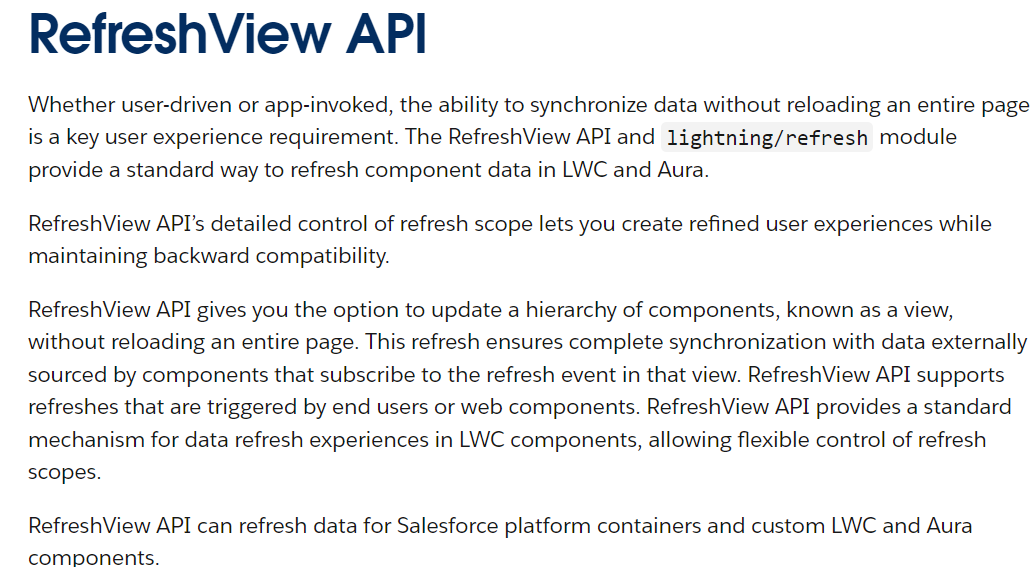 RefreshView API
Whether user-driven or app-invoked, the ability to synchronize data without reloading an entire page
is a key user experience requirement. The RefreshView API and lightning/refresh module
provide a standard way to refresh component data in LWC and Aura.
RefreshView API’s detailed control of refresh scope lets you create refined user experiences while
maintaining backward compatibility.
RefreshView API gives you the option to update a hierarchy of components, known as a view,
without reloading an entire page. This refresh ensures complete synchronization with data externally
sourced by components that subscribe to the refresh event in that view. RefreshView API supports
refreshes that are triggered by end users or web components. RefreshView API provides a standard
mechanism for data refresh experiences in LWC components, allowing flexible control of refresh
scopes.
RefreshView API can refresh data for Salesforce platform containers and custom LWC and Aura
components.